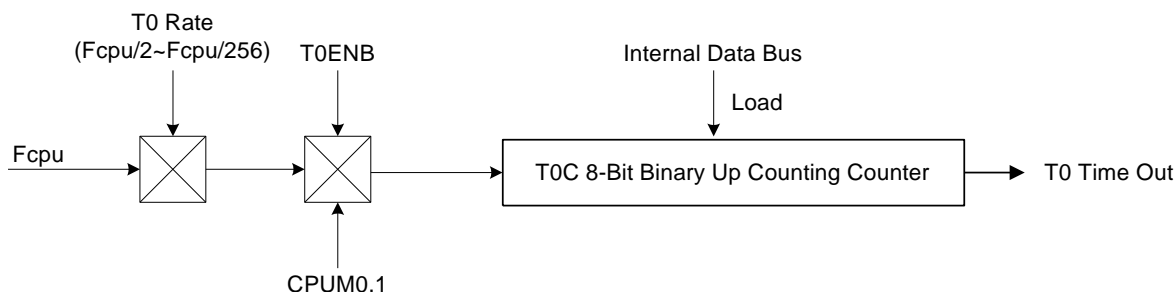 T0 Rate
(Fcpu/2~Fcpu/256)
T0ENB
Internal Data Bus
Load
Fcpu
T0C 8-Bit Binary Up Counting Counter
T0 Time Out
CPUM0,1